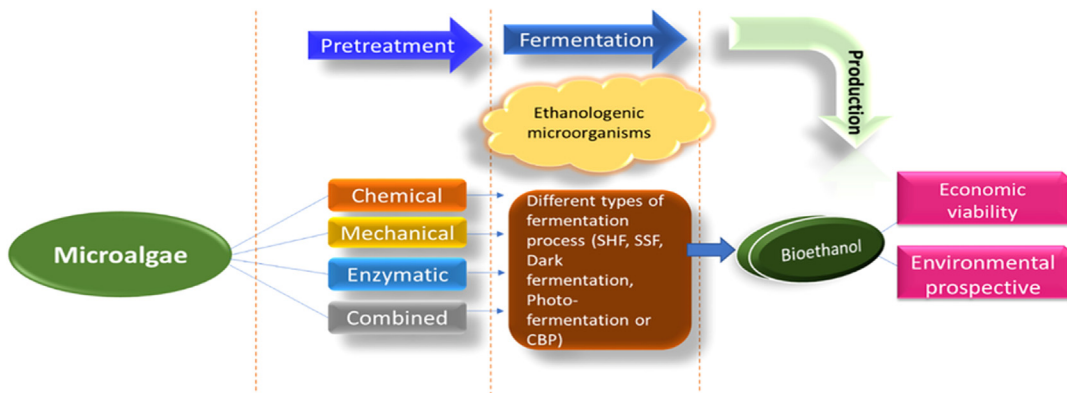 Pretreatment
Fermentation
Production
Ethanologenic
microorganisms
Microalgae
Chemical
Mechanical
Enzymatic
Combined
Different types of
fermentation
process (SHF, SSF,
Dark
fermentation,
Photo-
fermentation or
CBP)
Bioethanol
Economic
viability
Environmental
prospective